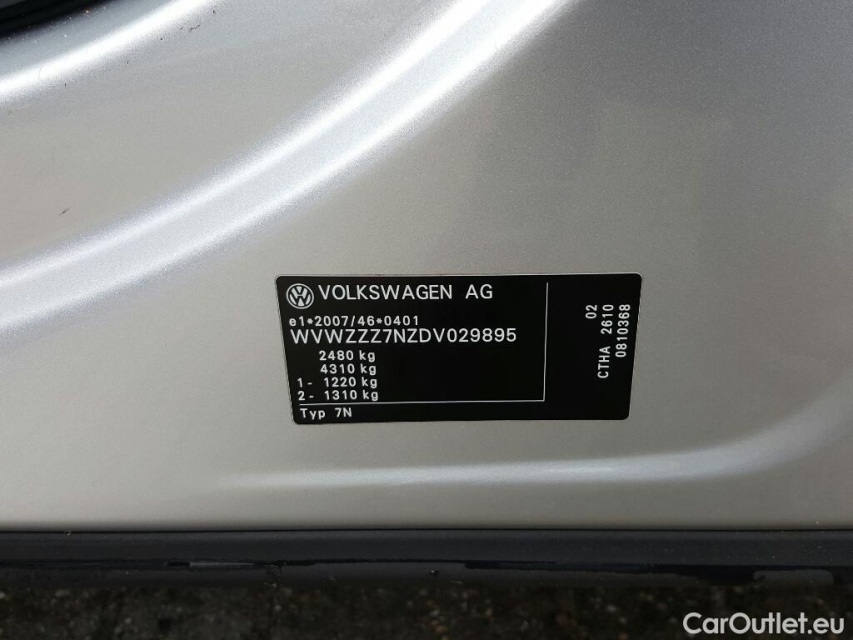 VOLKSWAGEN AG
e1*2007/46*0401
WVWZZZ7NZDV029895
2480 kg
4310 kg
1- 1220 kg
2- 1310 kg
Typ 7N
02
CTHA 2610
0810368
CarOutlet.eu